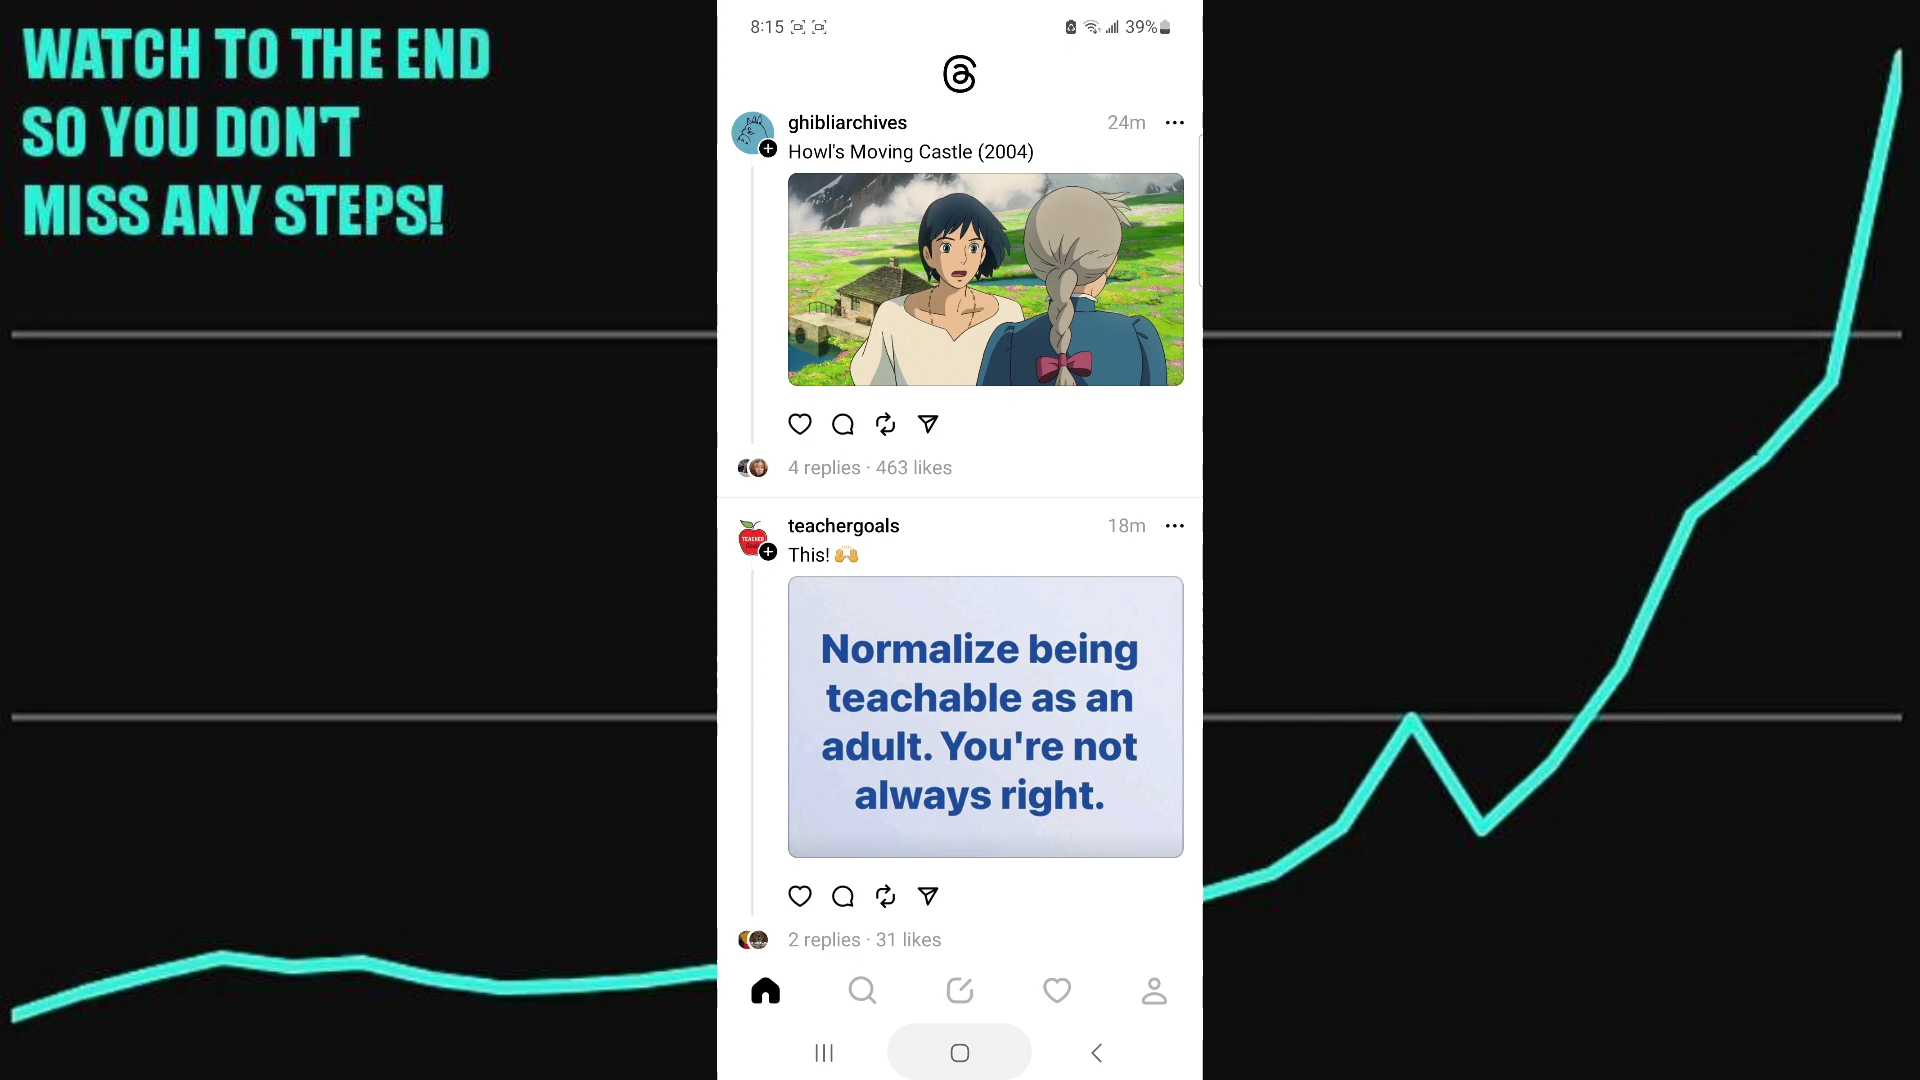 WATCH TO THE END
SO YOU DON'T
MISS ANY STEPS!
8:15
39%
ghibliarchives
24m
Howl's Moving Castle (2004)
4 replies · 463 likes
teachergoals
18m
This! 🙌
Normalize being
teachable as an
adult. You're not
always right.
2 replies · 31 likes